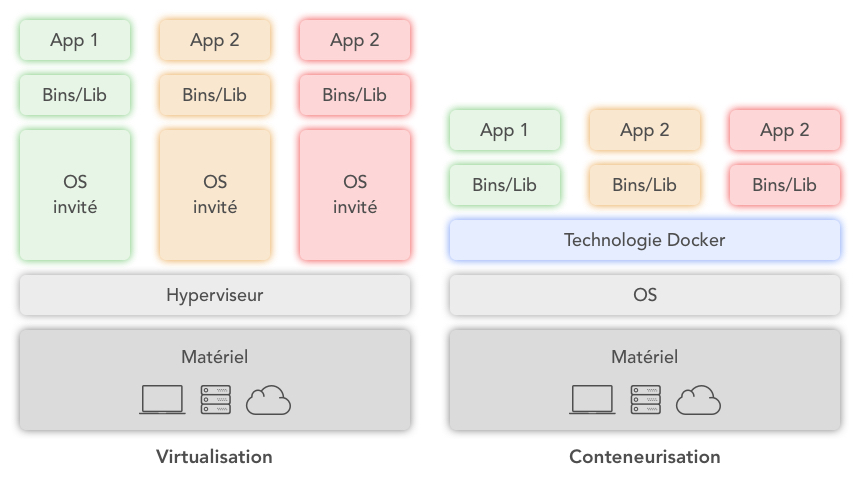 App 1
App 2
App 2
Bins/Lib
Bins/Lib
Bins/Lib
OS
invité
OS
invité
OS
invité
Hyperviseur
Matériel
Virtualisation
App 1
App 2
App 2
Bins/Lib
Bins/Lib
Bins/Lib
Technologie Docker
OS
Matériel
Conteneurisation